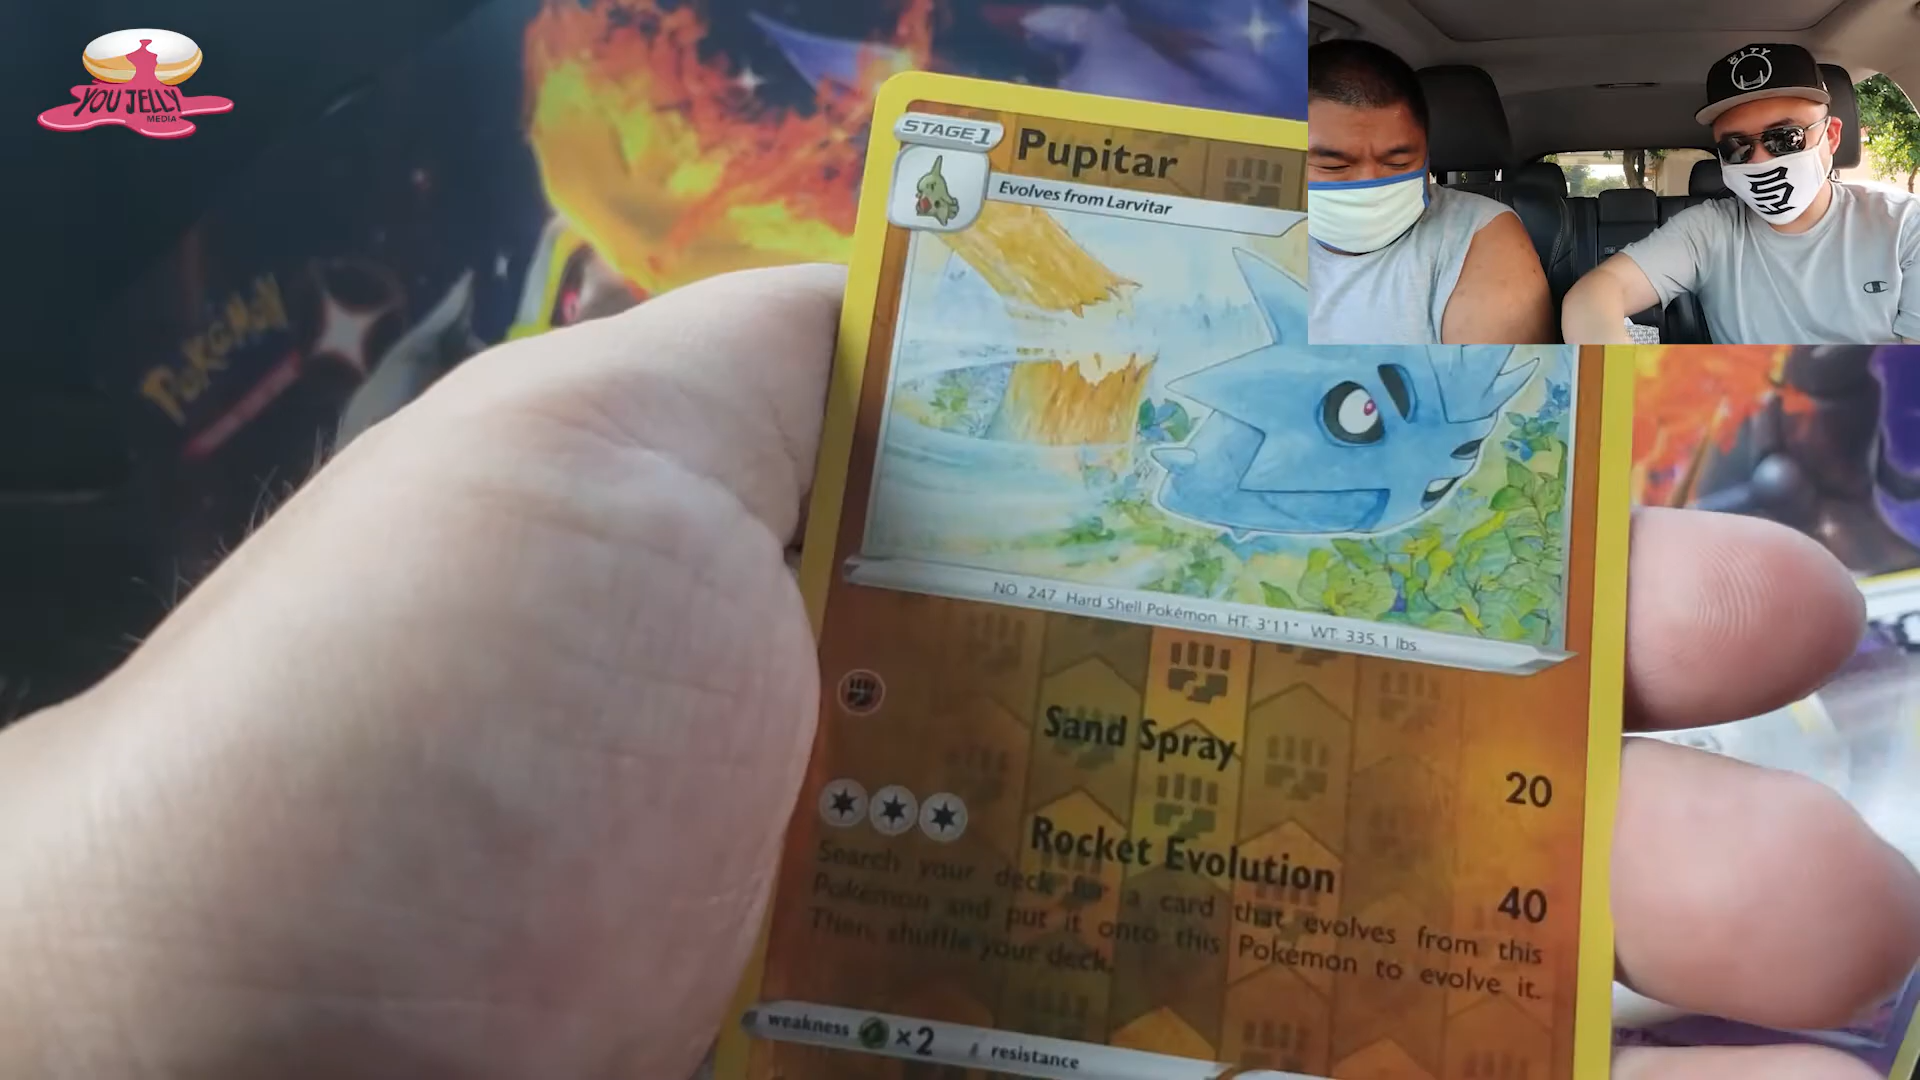 YOU JELLY
MEDIA
POKéMON
STAGE 1
Pupitar
Evolves from Larvitar
NO. 247 Hard Shell Pokémon HT: 3'11" WT: 335.1 lbs.
Sand Spray
20
Rocket Evolution
40
Search your deck for a card that evolves from this
Pokémon and put it onto this Pokémon to evolve it.
Then, shuffle your deck.
weakness ×2 resistance
CITY